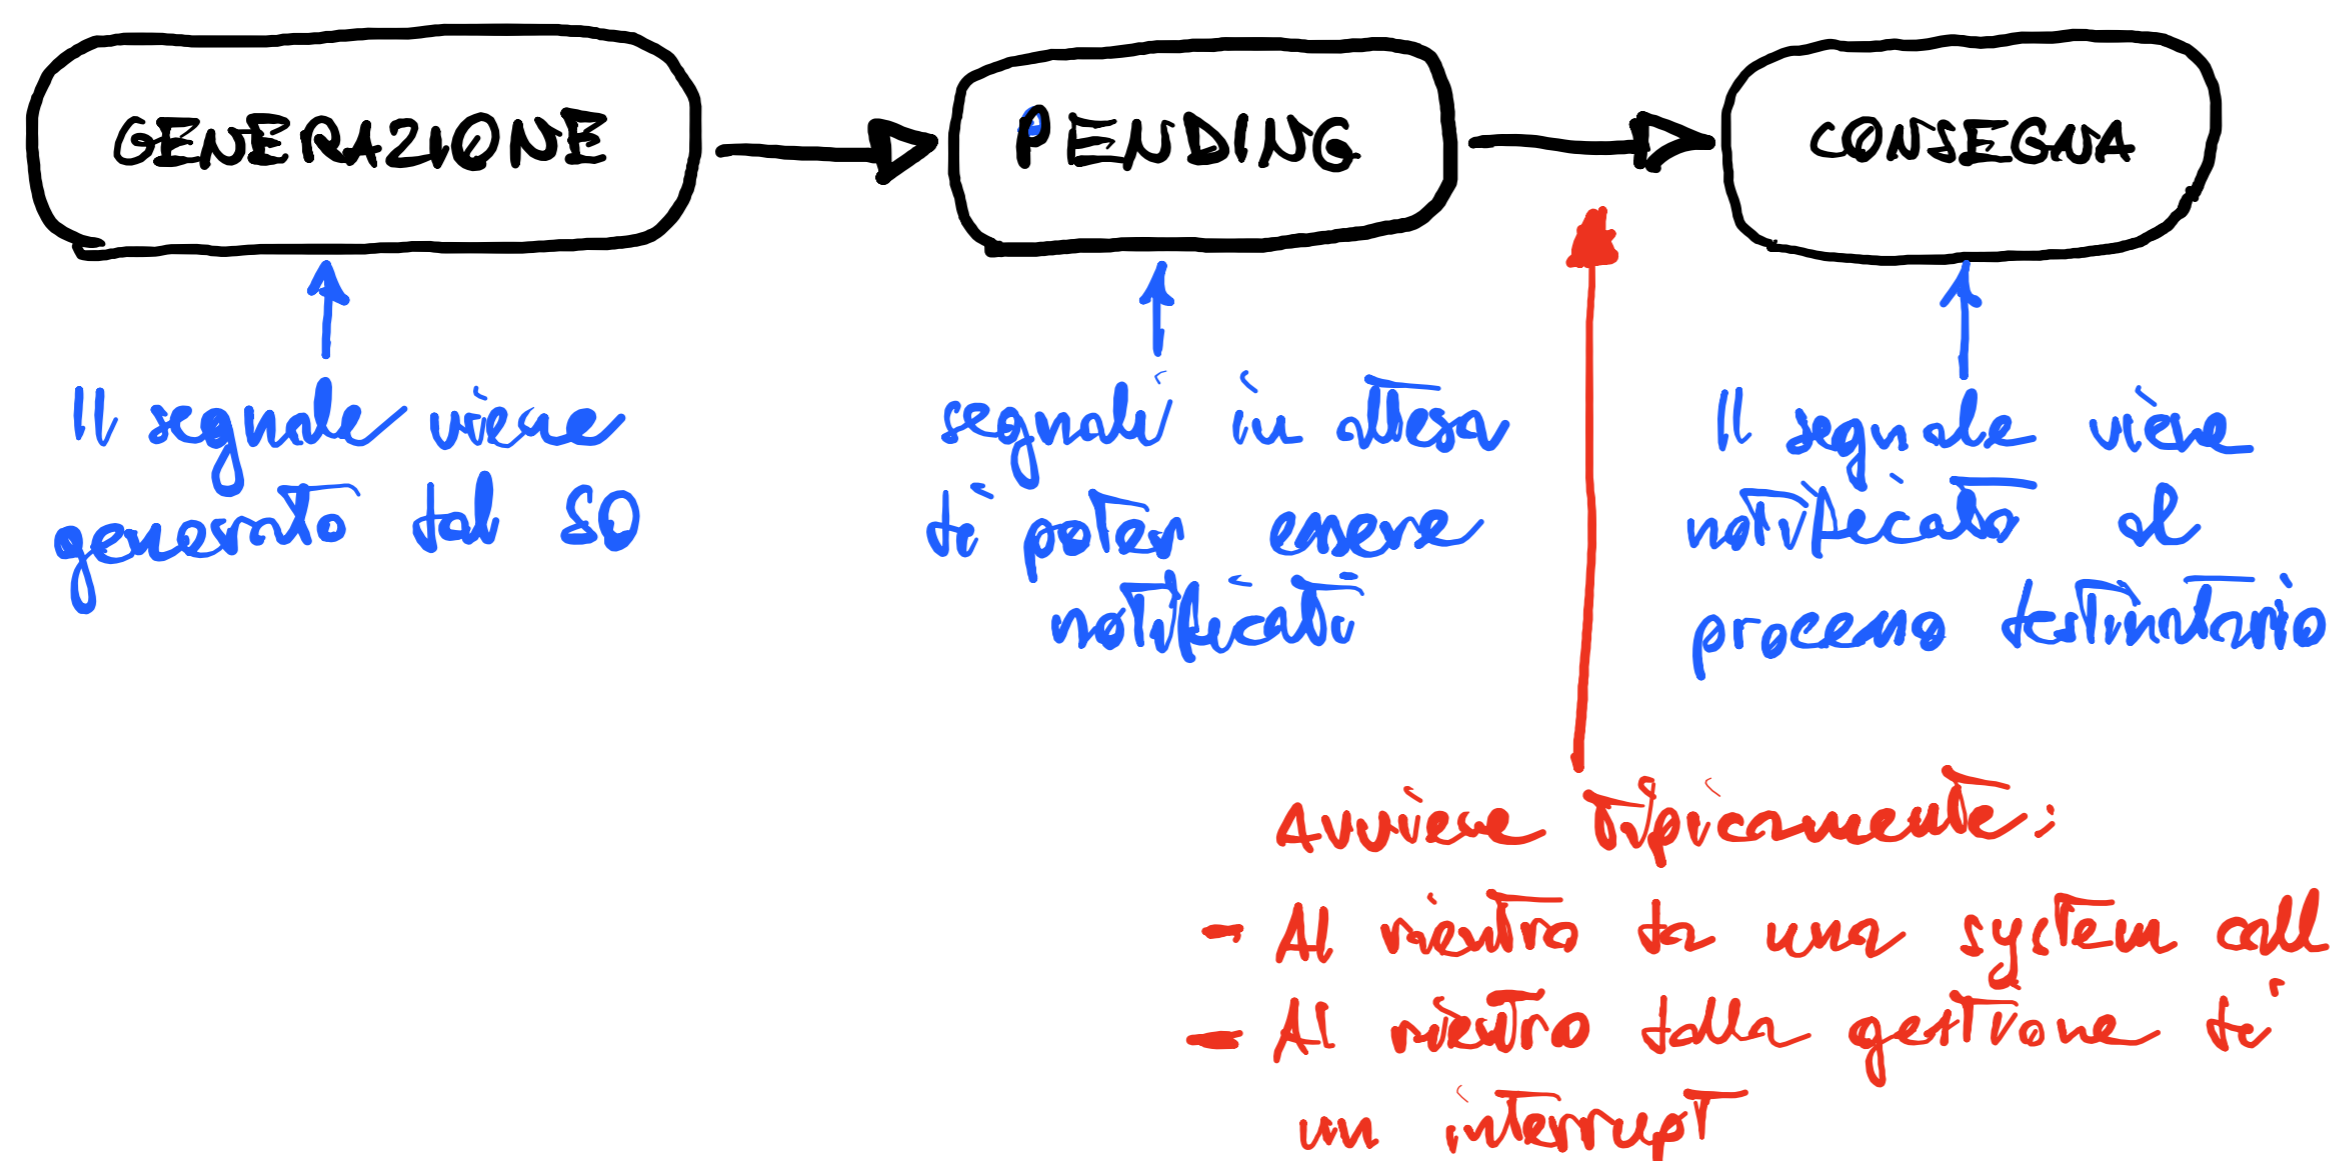 GENERAZIONE
PENDING
CONSEGNA
Il segnale viene
generato dal SO
segnali in attesa
di poter essere
notificati
Il segnale viene
notificato al
processo destinatario
Avviene tipicamente:
- Al rientro da una system call
- Al rientro dalla gestione di
un interrupt